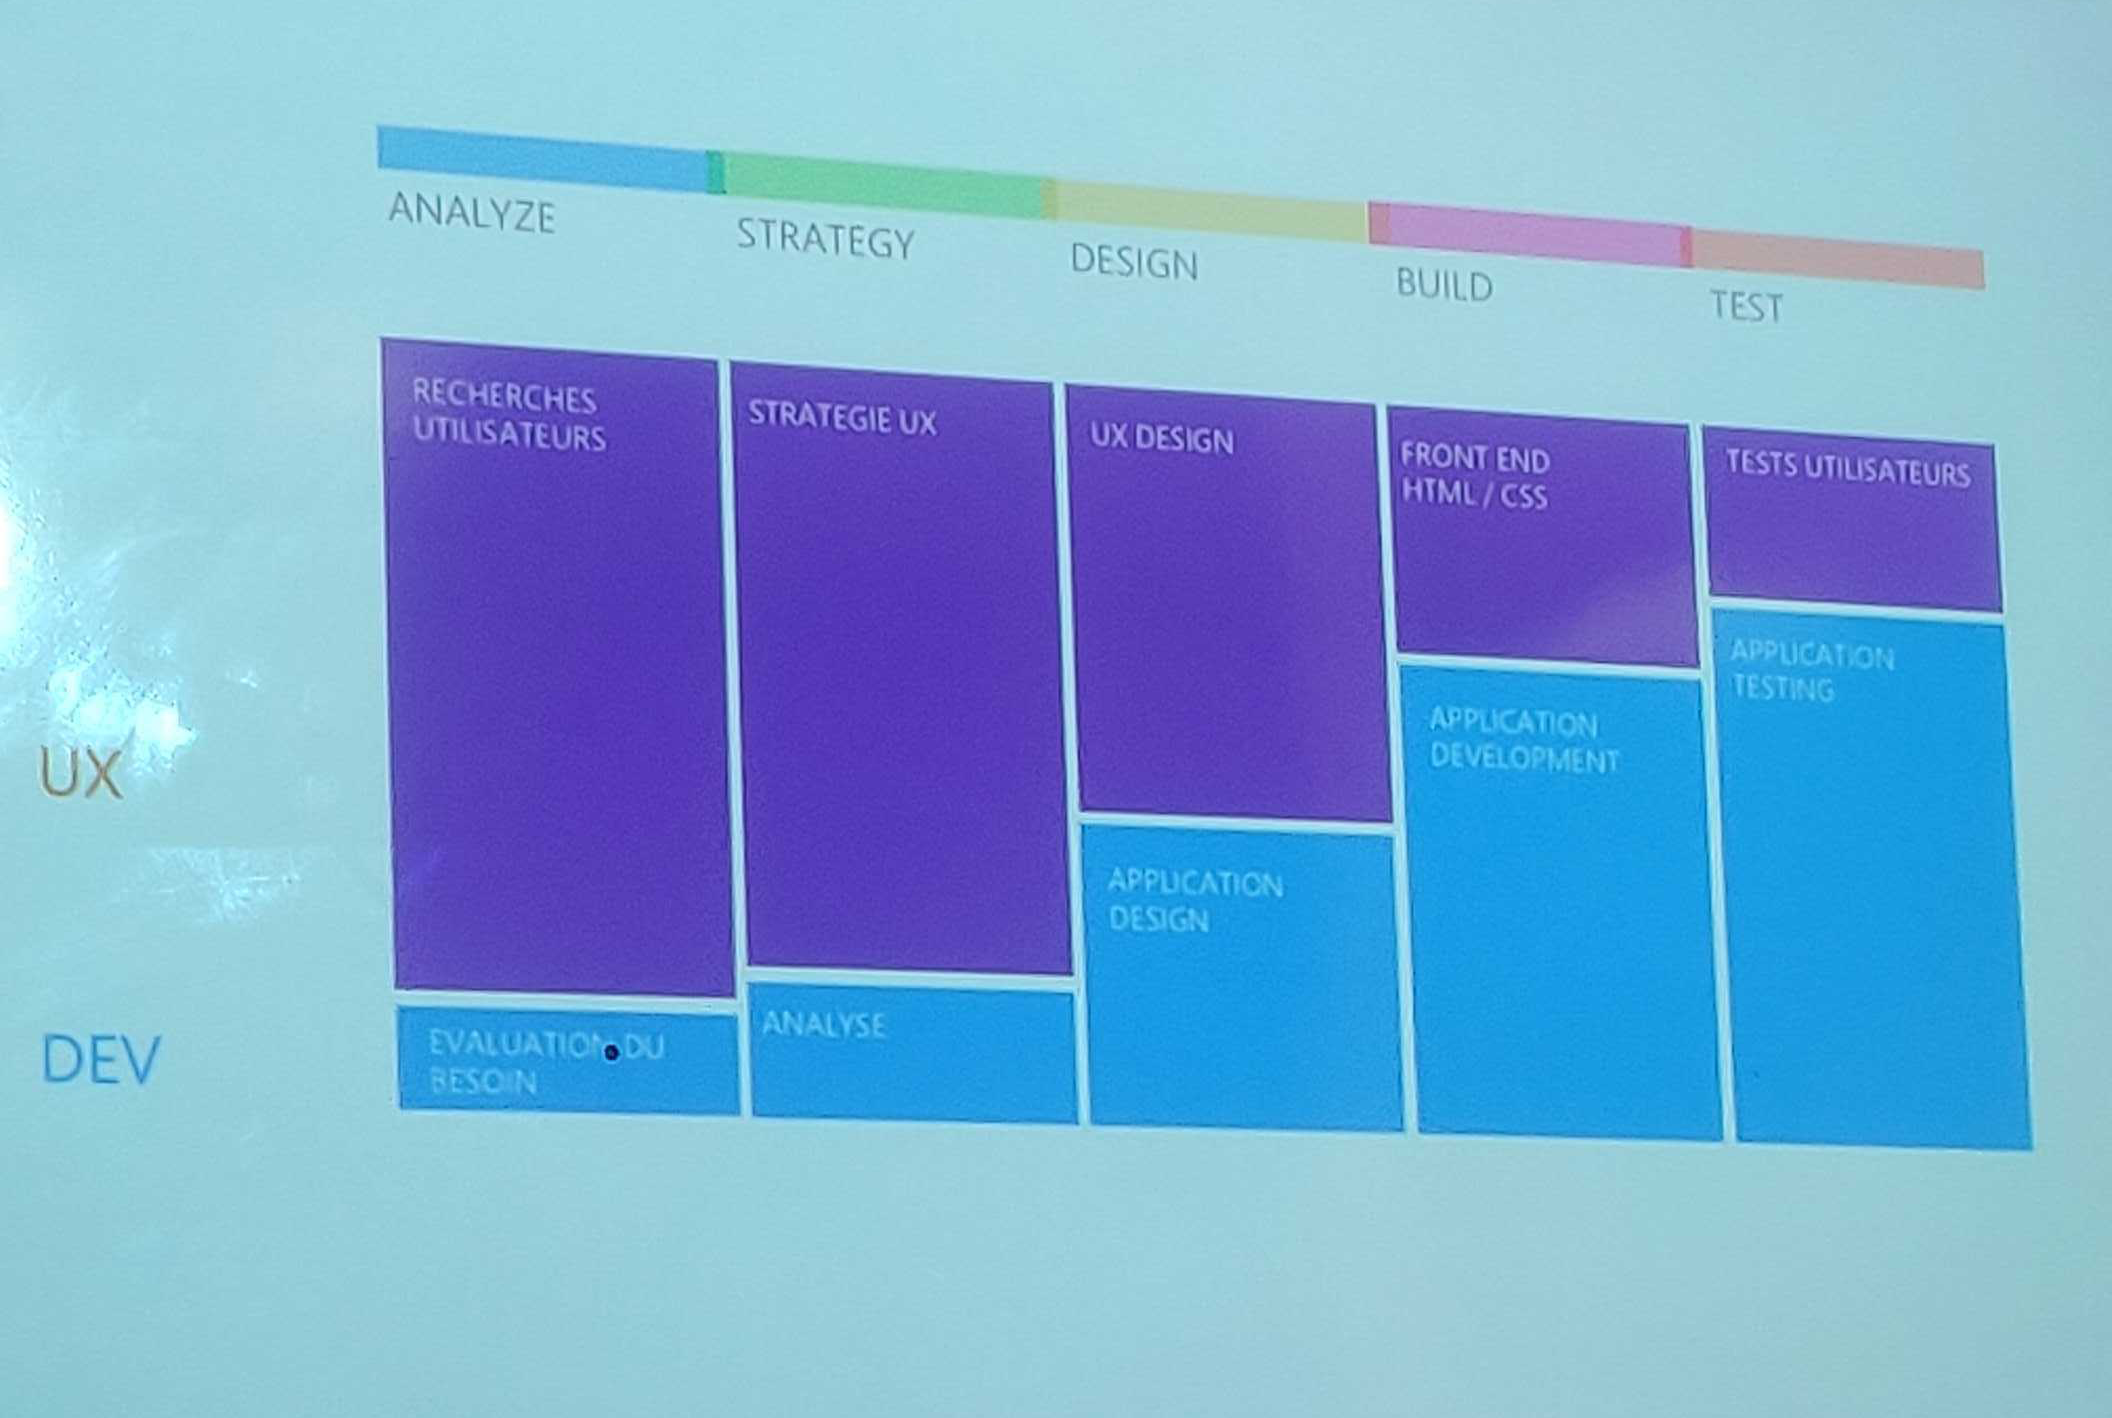 ANALYZE
STRATEGY
DESIGN
BUILD
TEST
RECHERCHES
UTILISATEURS
STRATEGIE UX
UX DESIGN
FRONT END
HTML / CSS
TESTS UTILISATEURS
UX
APPLICATION
DESIGN
APPLICATION
DEVELOPMENT
APPLICATION
TESTING
DEV
EVALUATION DU
BESOIN
ANALYSE